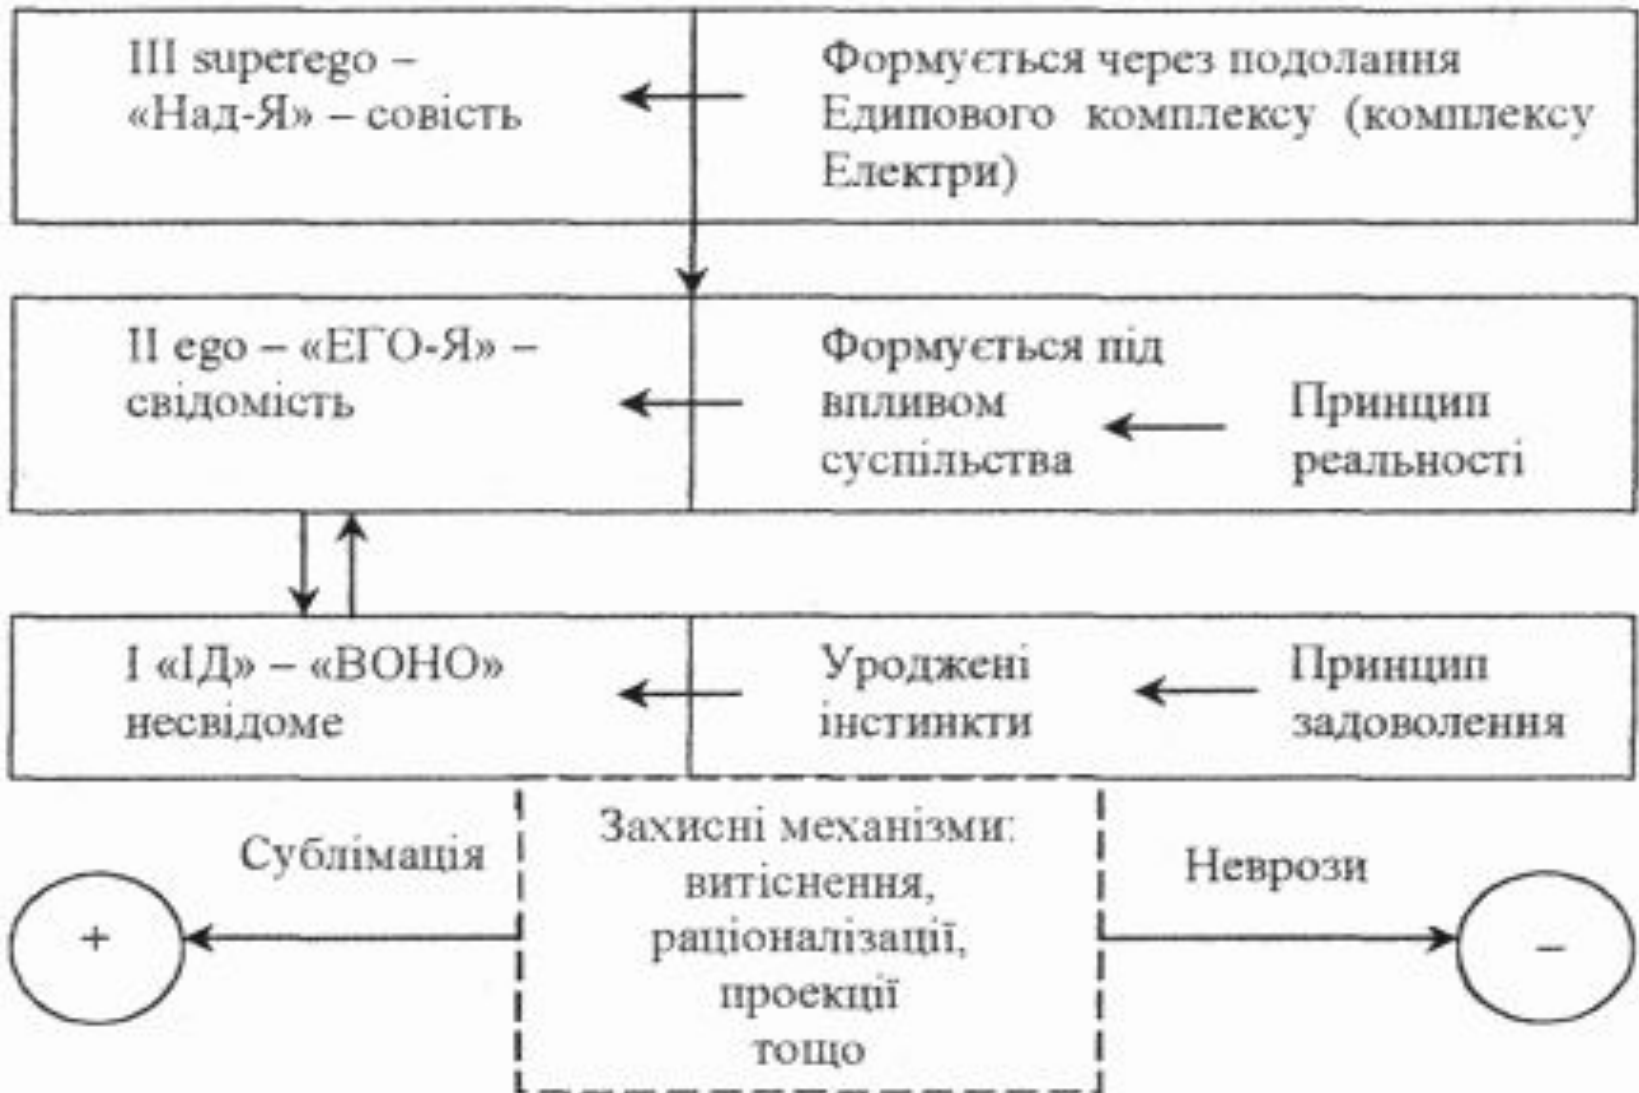 III superego –
«Над-Я» – совість
Формується через подолання
Едипового комплексу (комплексу
Електри)
II ego – «ЕГО-Я» –
свідомість
Формується під
впливом
суспільства
Принцип
реальності
I «ІД» – «ВОНО»
несвідоме
Уроджені
інстинкти
Принцип
задоволення
Сублімація
+
Захисні механізми:
витіснення,
раціоналізації,
проекції
тощо
Неврози
–